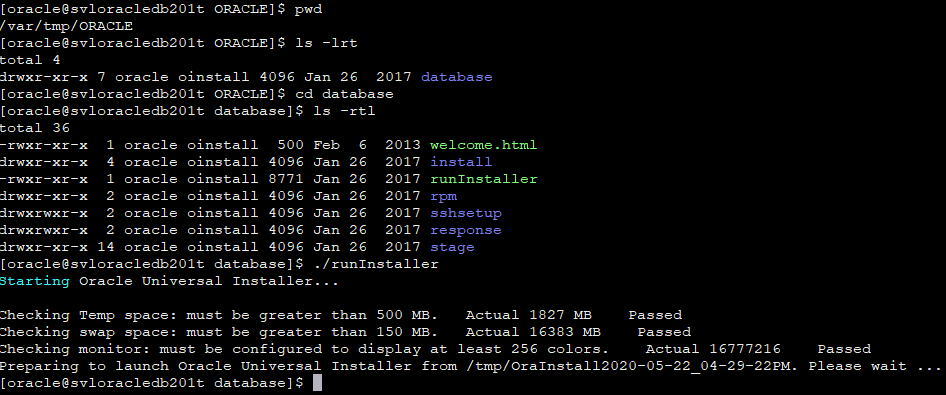 [oracle@svloracledb201t ORACLE]$ pwd
/var/tmp/ORACLE
[oracle@svloracledb201t ORACLE]$ ls -lrt
total 4
drwxr-xr-x 7 oracle oinstall 4096 Jan 26  2017 database
[oracle@svloracledb201t ORACLE]$ cd database
[oracle@svloracledb201t database]$ ls -rtl
total 36
-rwxr-xr-x  1 oracle oinstall  500 Feb  6  2013 welcome.html
drwxr-xr-x  4 oracle oinstall 4096 Jan 26  2017 install
-rwxr-xr-x  1 oracle oinstall 8771 Jan 26  2017 runInstaller
drwxr-xr-x  2 oracle oinstall 4096 Jan 26  2017 rpm
drwxrwxr-x  2 oracle oinstall 4096 Jan 26  2017 sshsetup
drwxrwxr-x  2 oracle oinstall 4096 Jan 26  2017 response
drwxr-xr-x 14 oracle oinstall 4096 Jan 26  2017 stage
[oracle@svloracledb201t database]$ ./runInstaller
Starting Oracle Universal Installer...
Checking Temp space: must be greater than 500 MB.   Actual 1827 MB    Passed
Checking swap space: must be greater than 150 MB.   Actual 16383 MB    Passed
Checking monitor: must be configured to display at least 256 colors.    Actual 16777216    Passed
Preparing to launch Oracle Universal Installer from /tmp/OraInstall2020-05-22_04-29-22PM. Please wait ...
[oracle@svloracledb201t database]$